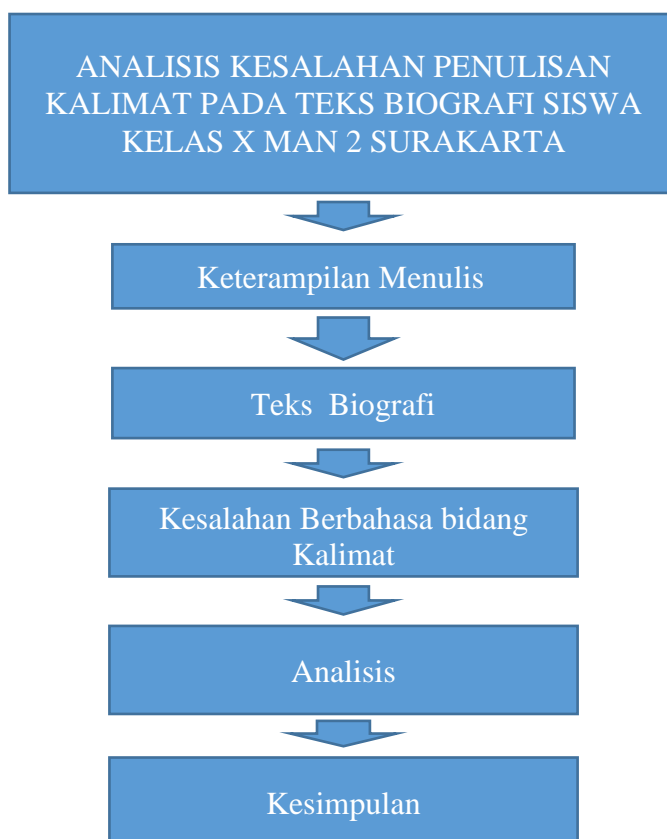 ANALISIS KESALAHAN PENULISAN
KALIMAT PADA TEKS BIOGRAFI SISWA
KELAS X MAN 2 SURAKARTA
Keterampilan Menulis
Teks Biografi
Kesalahan Berbahasa bidang
Kalimat
Analisis
Kesimpulan